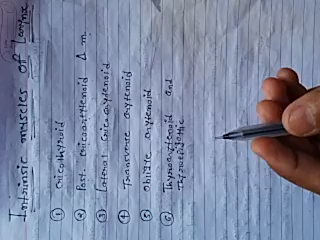 Intrinsic muscles of Larynx
① Cricothyroid
② Post. cricoarytenoid Δ m.
③ Lateral Cricoarytenoid
④ Transverse arytenoid
⑤ Oblique arytenoid
⑥ Thyroarytenoid and
Thyroepiglottic